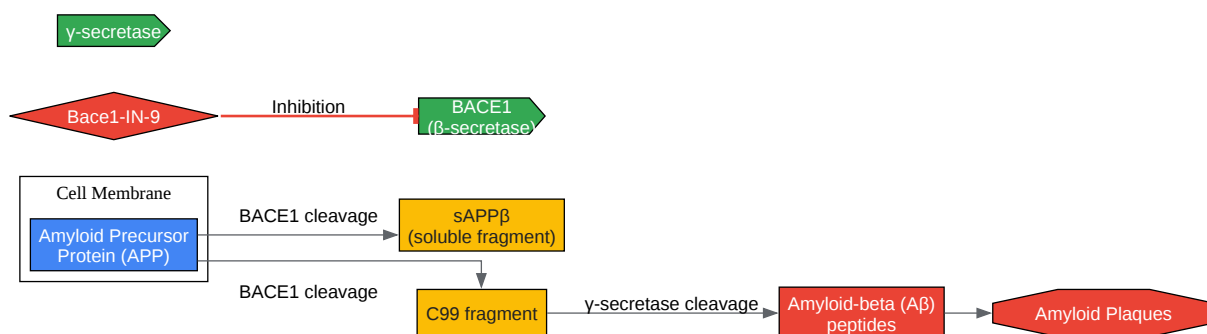 γ-secretase
Bace1-IN-9
Inhibition
BACE1
(β-secretase)
Cell Membrane
Amyloid Precursor
Protein (APP)
BACE1 cleavage
sAPPβ
(soluble fragment)
BACE1 cleavage
C99 fragment
γ-secretase cleavage
Amyloid-beta (Aβ)
peptides
Amyloid Plaques